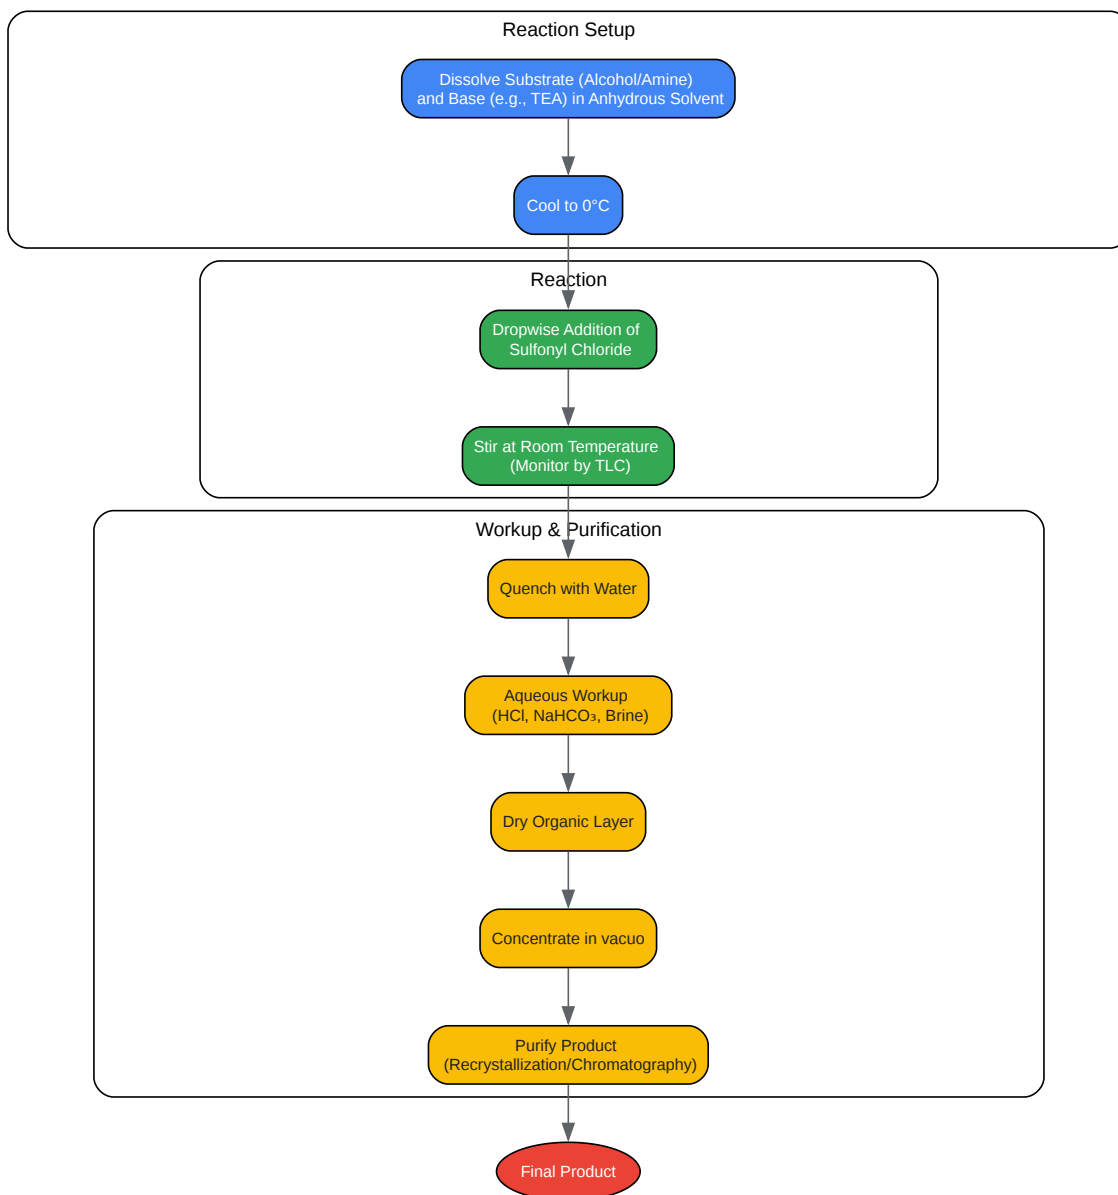 Reaction Setup
Dissolve Substrate (Alcohol/Amine)
and Base (e.g., TEA) in Anhydrous Solvent
Cool to 0°C
Reaction
Dropwise Addition of
Sulfonyl Chloride
Stir at Room Temperature
(Monitor by TLC)
Workup & Purification
Quench with Water
Aqueous Workup
(HCl, NaHCO₃, Brine)
Dry Organic Layer
Concentrate in vacuo
Purify Product
(Recrystallization/Chromatography)
Final Product